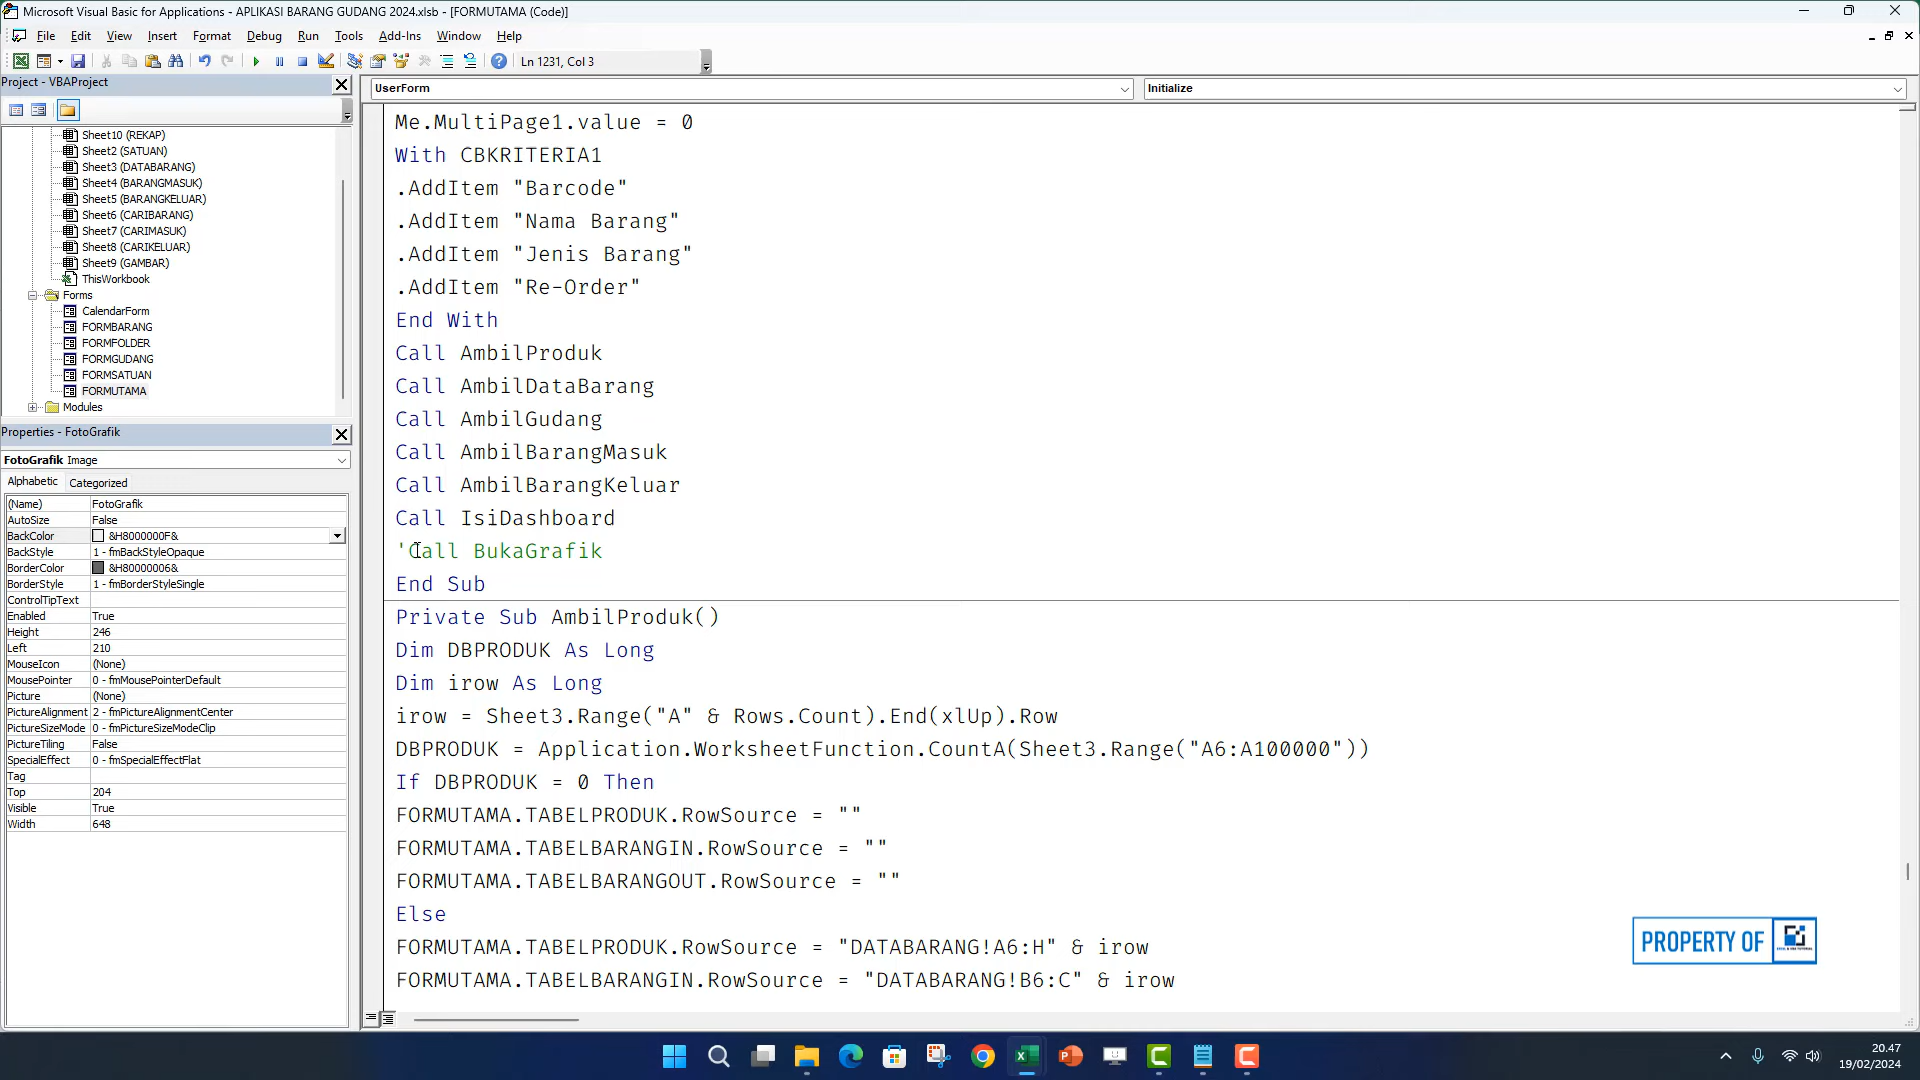 Microsoft Visual Basic for Applications - APLIKASI BARANG GUDANG 2024.xlsb - [FORMUTAMA (Code)]
File Edit View Insert Format Debug Run Tools Add-Ins Window Help
Ln 1231, Col 3
Project - VBAProject
Sheet10 (REKAP)
Sheet2 (SATUAN)
Sheet3 (DATABARANG)
Sheet4 (BARANGMASUK)
Sheet5 (BARANGKELUAR)
Sheet6 (CARIBARANG)
Sheet7 (CARIMASUK)
Sheet8 (CARIKELUAR)
Sheet9 (GAMBAR)
ThisWorkbook
Forms
CalendarForm
FORMBARANG
FORMFOLDER
FORMGUDANG
FORMSATUAN
FORMUTAMA
Modules
Properties - FotoGrafik
FotoGrafik Image
Alphabetic Categorized
(Name) FotoGrafik
AutoSize False
BackColor &H8000000F&
BackStyle 1 - fmBackStyleOpaque
BorderColor &H80000006&
BorderStyle 1 - fmBorderStyleSingle
ControlTipText
Enabled True
Height 246
Left 210
MouseIcon (None)
MousePointer 0 - fmMousePointerDefault
Picture (None)
PictureAlignment 2 - fmPictureAlignmentCenter
PictureSizeMode 0 - fmPictureSizeModeClip
PictureTiling False
SpecialEffect 0 - fmSpecialEffectFlat
Tag
Top 204
Visible True
Width 648
UserForm Initialize
Me.MultiPage1.value = 0
With CBKRITERIA1
.AddItem "Barcode"
.AddItem "Nama Barang"
.AddItem "Jenis Barang"
.AddItem "Re-Order"
End With
Call AmbilProduk
Call AmbilDataBarang
Call AmbilGudang
Call AmbilBarangMasuk
Call AmbilBarangKeluar
Call IsiDashboard
'Call BukaGrafik
End Sub
Private Sub AmbilProduk()
Dim DBPRODUK As Long
Dim irow As Long
irow = Sheet3.Range("A" & Rows.Count).End(xlUp).Row
DBPRODUK = Application.WorksheetFunction.CountA(Sheet3.Range("A6:A100000"))
If DBPRODUK = 0 Then
FORMUTAMA.TABELPRODUK.RowSource = ""
FORMUTAMA.TABELBARANGIN.RowSource = ""
FORMUTAMA.TABELBARANGOUT.RowSource = ""
Else
FORMUTAMA.TABELPRODUK.RowSource = "DATABARANG!A6:H" & irow
FORMUTAMA.TABELBARANGIN.RowSource = "DATABARANG!B6:C" & irow
PROPERTY OF
20.47
19/02/2024